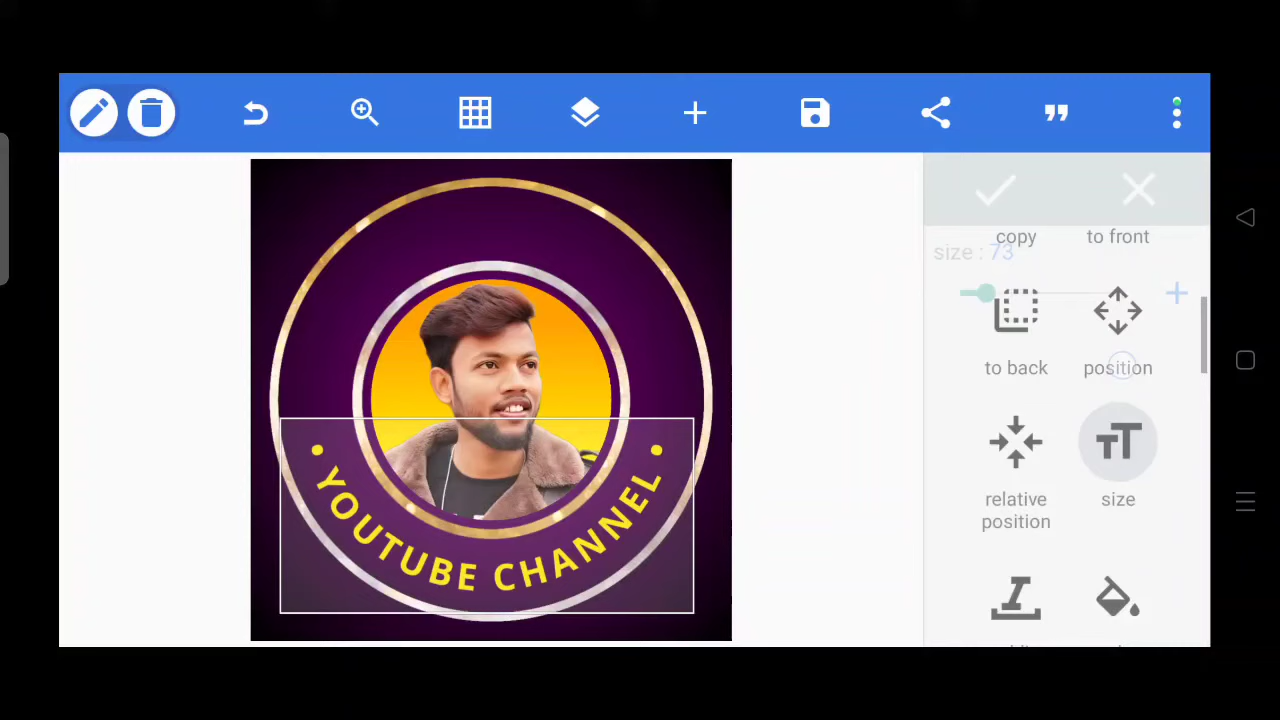 copy
to front
size : 73
to back
position
relative
position
size
• YOUTUBE CHANNEL •